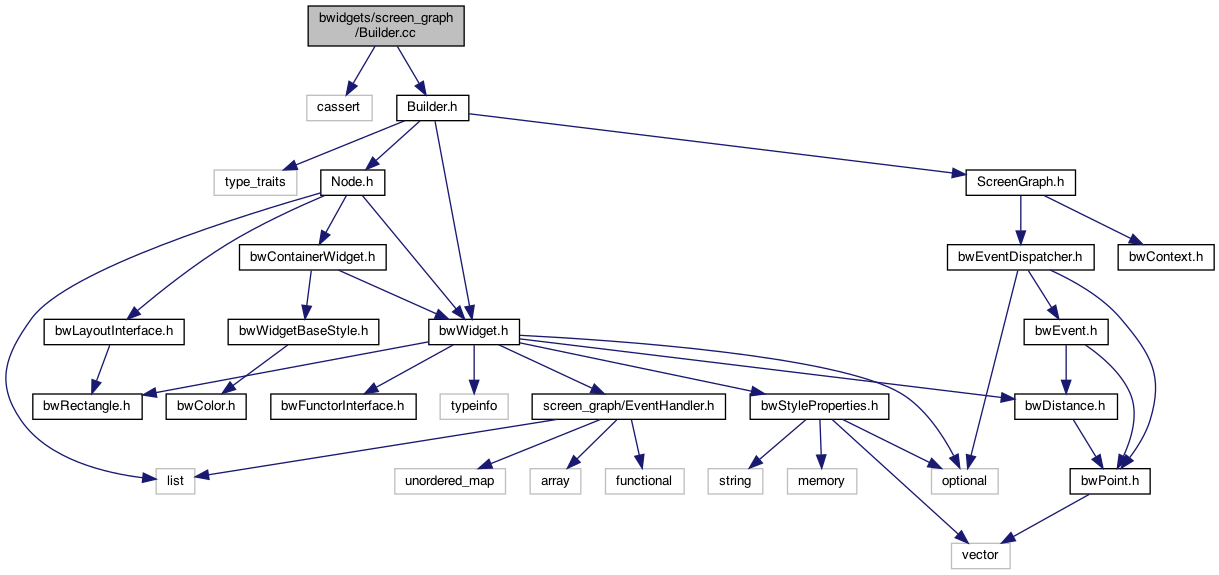 bwidgets/screen_graph
/Builder.cc
cassert
Builder.h
type_traits
Node.h
ScreenGraph.h
bwContainerWidget.h
bwEventDispatcher.h
bwContext.h
bwLayoutInterface.h
bwWidgetBaseStyle.h
bwWidget.h
bwEvent.h
bwRectangle.h
bwColor.h
bwFunctorInterface.h
typeinfo
screen_graph/EventHandler.h
bwStyleProperties.h
bwDistance.h
list
unordered_map
array
functional
string
memory
optional
bwPoint.h
vector